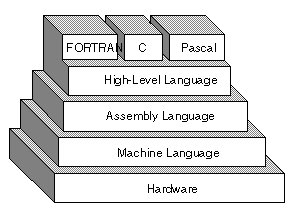 FORTRAN C Pascal
High-Level Language
Assembly Language
Machine Language
Hardware